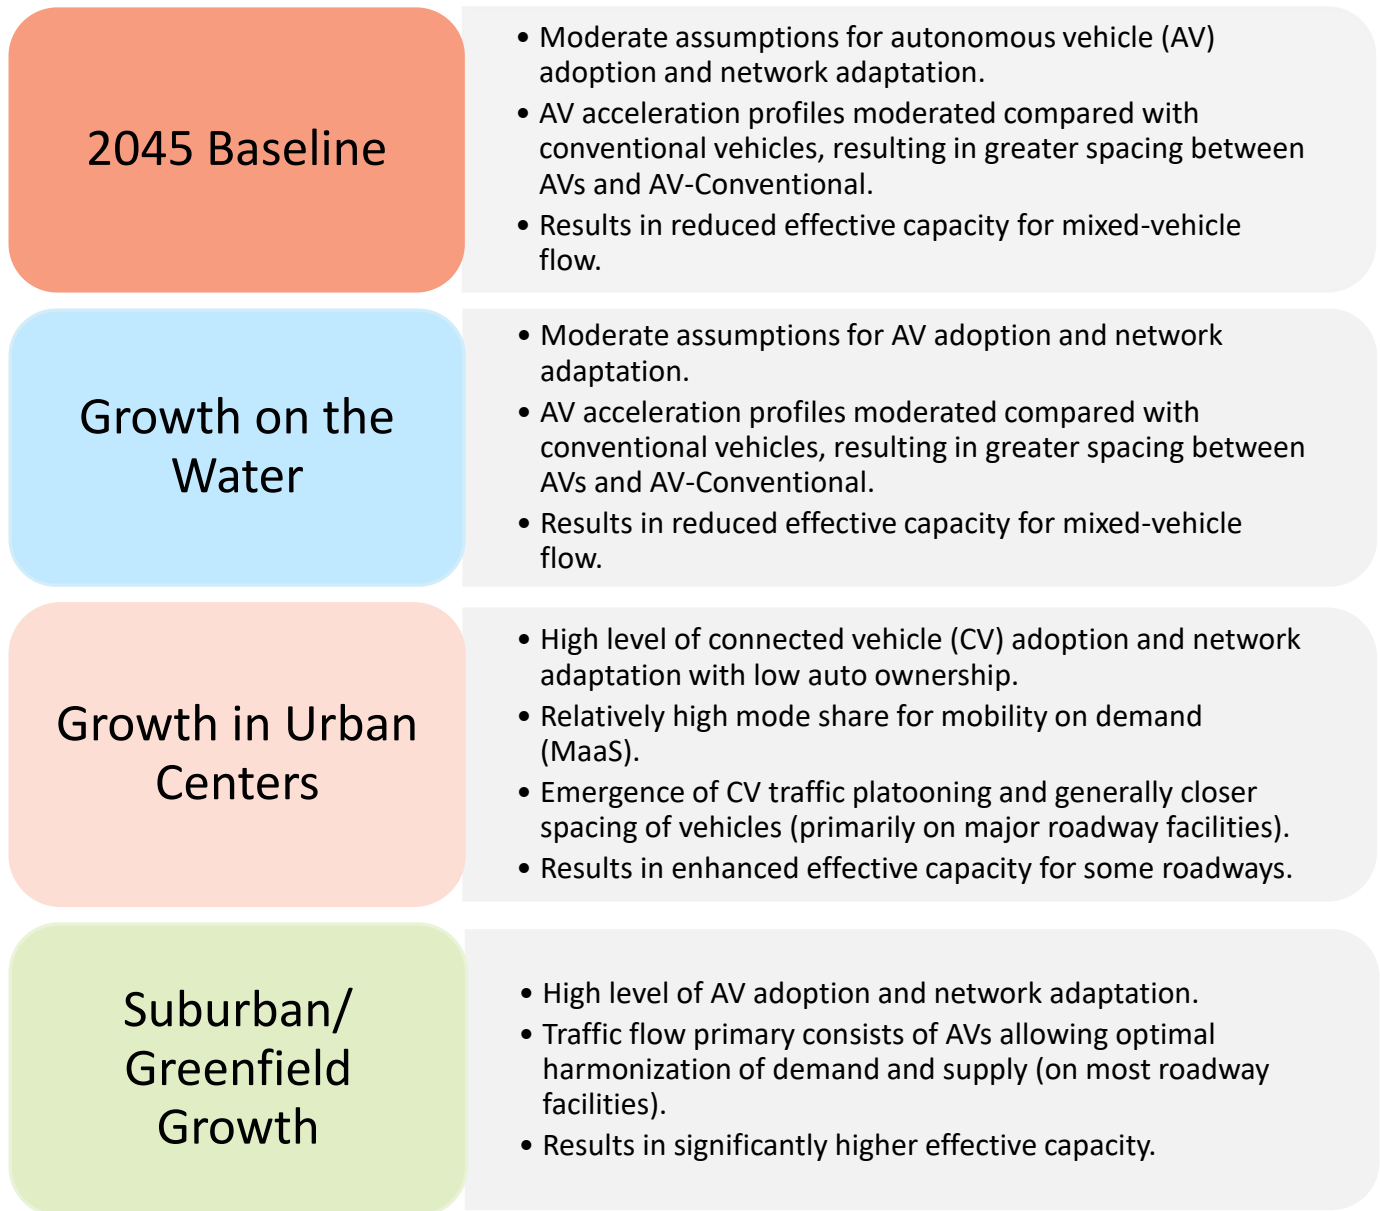 2045 Baseline
• Moderate assumptions for autonomous vehicle (AV)
adoption and network adaptation.
• AV acceleration profiles moderated compared with
conventional vehicles, resulting in greater spacing between
AVs and AV-Conventional.
• Results in reduced effective capacity for mixed-vehicle
flow.
Growth on the
Water
• Moderate assumptions for AV adoption and network
adaptation.
• AV acceleration profiles moderated compared with
conventional vehicles, resulting in greater spacing between
AVs and AV-Conventional.
• Results in reduced effective capacity for mixed-vehicle
flow.
Growth in Urban
Centers
• High level of connected vehicle (CV) adoption and network
adaptation with low auto ownership.
• Relatively high mode share for mobility on demand
(MaaS).
• Emergence of CV traffic platooning and generally closer
spacing of vehicles (primarily on major roadway facilities).
• Results in enhanced effective capacity for some roadways.
Suburban/
Greenfield
Growth
• High level of AV adoption and network adaptation.
• Traffic flow primary consists of AVs allowing optimal
harmonization of demand and supply (on most roadway
facilities).
• Results in significantly higher effective capacity.